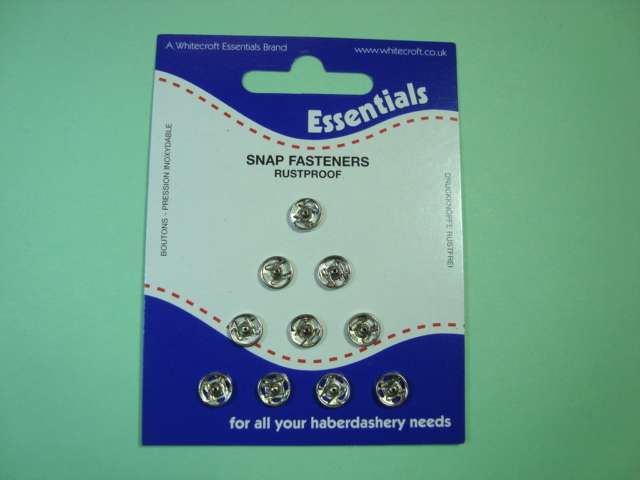 A Whitecroft Essentials Brand
www.whitecroft.co.uk
Essentials
SNAP FASTENERS
RUSTPROOF
BOUTONS - PRESSION INOXYDABLE
DRUCKKNÖPFE ROSTFREI
for all your haberdashery needs